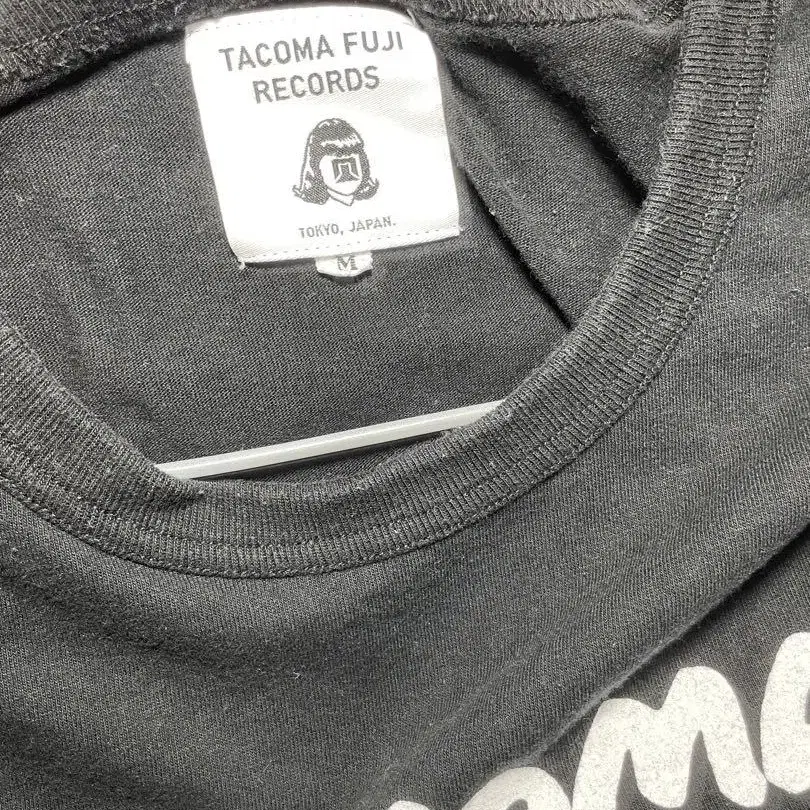 TACOMA FUJI
RECORDS
TOKYO, JAPAN.
M